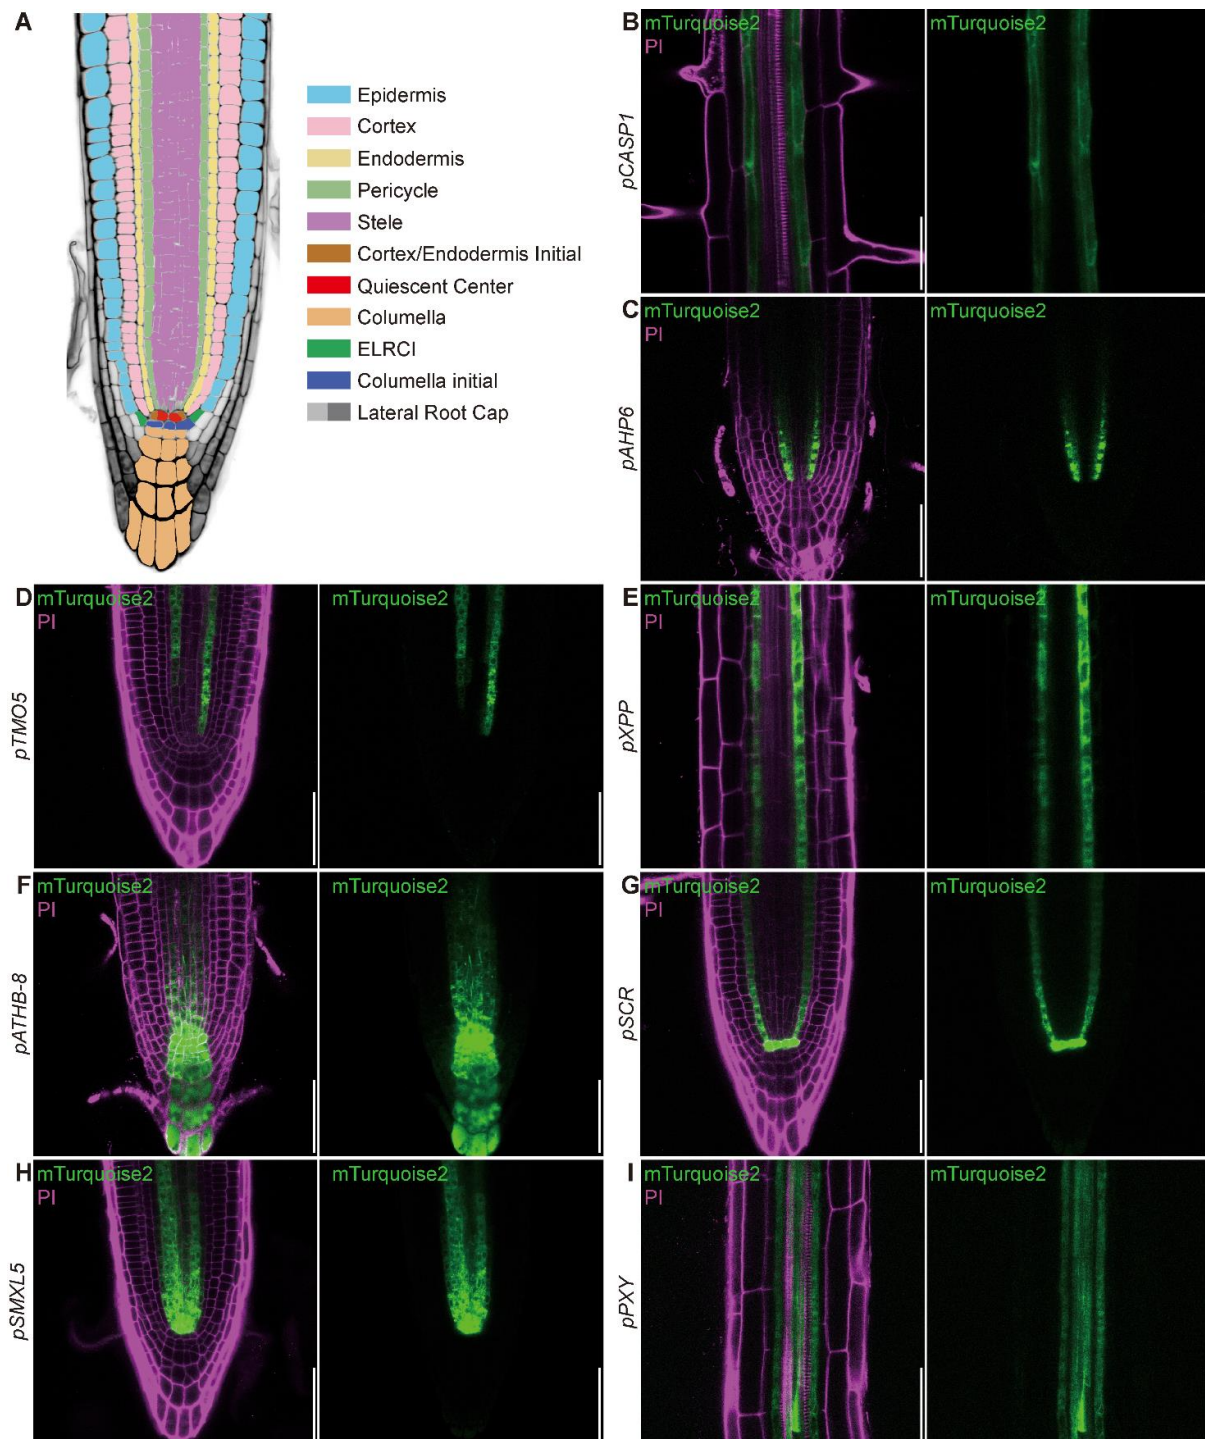 A
Epidermis
Cortex
Endodermis
Pericycle
Stele
Cortex/Endodermis Initial
Quiescent Center
Columella
ELRCI
Columella initial
Lateral Root Cap
B
mTurquoise2
PI
mTurquoise2
pCASP1
C
mTurquoise2
PI
mTurquoise2
pAHP6
D
mTurquoise2
PI
mTurquoise2
pTMO5
E
mTurquoise2
PI
mTurquoise2
pXPP
F
mTurquoise2
PI
mTurquoise2
pATHB-8
G
mTurquoise2
PI
mTurquoise2
pSCR
H
mTurquoise2
PI
mTurquoise2
pSMXL5
I
mTurquoise2
PI
mTurquoise2
pPXY